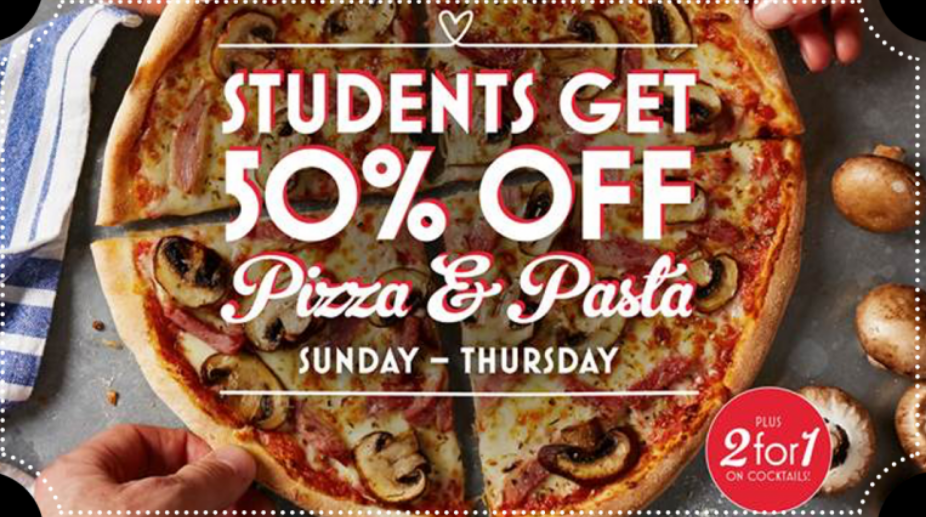 STUDENTS GET
50% OFF
Pizza & Pasta
SUNDAY – THURSDAY
PLUS
2 for 1
ON COCKTAILS!